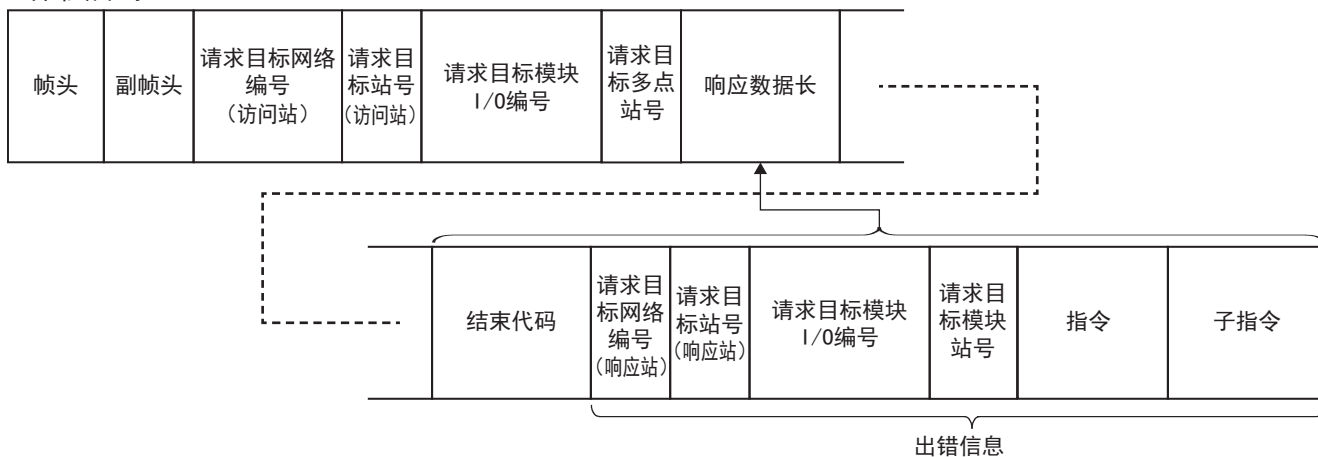 帧头
副帧头
请求目标网络
编号
(访问站)
请求目
标站号
(访问站)
请求目标模块
I/O编号
请求目
标多点
站号
响应数据长
结束代码
请求目
标网络
编号
(响应站)
请求目
标站号
(响应站)
请求目标模块
I/O编号
请求目
标模块
站号
指令
子指令
出错信息